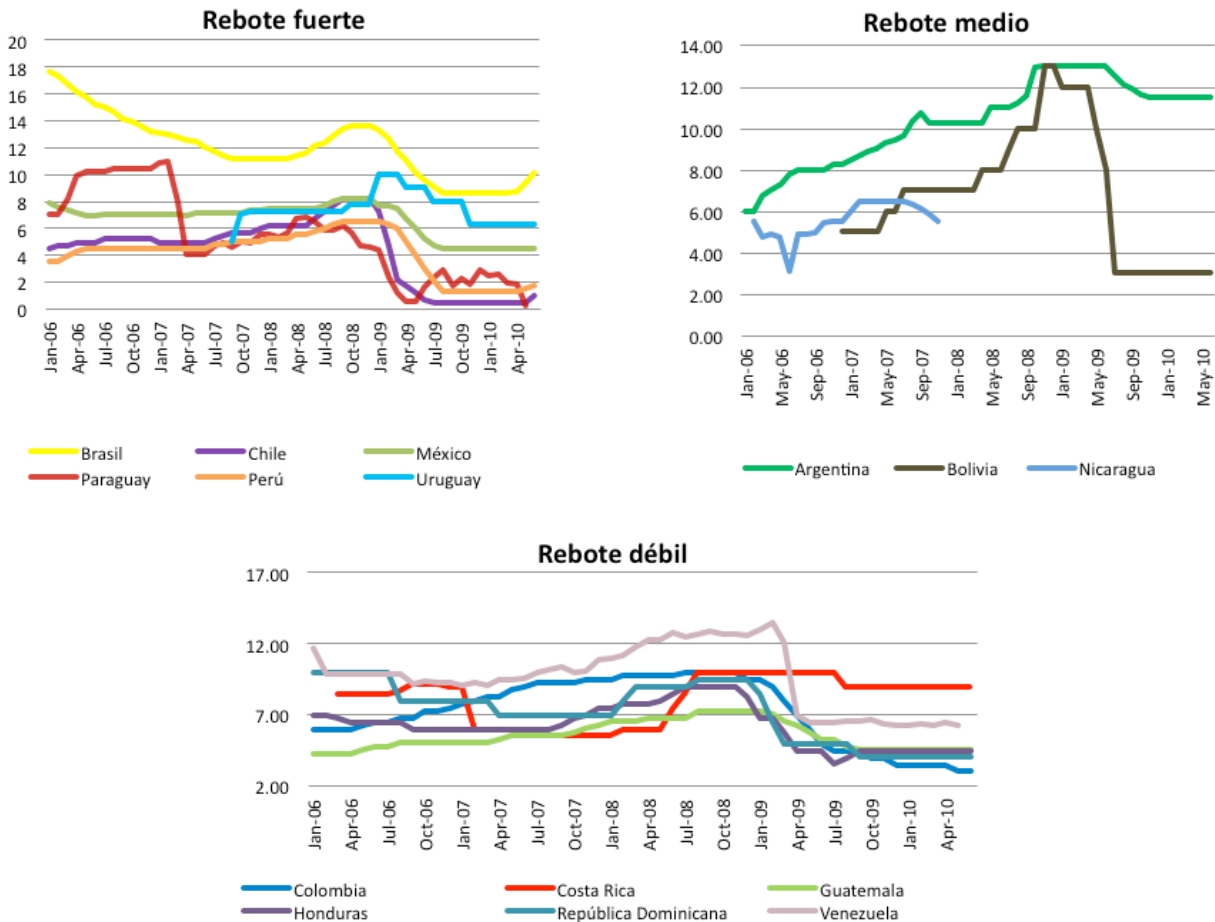 Rebote fuerte
20
18
16
14
12
10
8
6
4
2
0
Jan-06
Apr-06
Jul-06
Oct-06
Jan-07
Apr-07
Jul-07
Oct-07
Jan-08
Apr-08
Jul-08
Oct-08
Jan-09
Apr-09
Jul-09
Oct-09
Jan-10
Apr-10
Brasil Chile México
Paraguay Perú Uruguay
Rebote medio
14.00
12.00
10.00
8.00
6.00
4.00
2.00
0.00
Jan-06
May-06
Sep-06
Jan-07
May-07
Sep-07
Jan-08
May-08
Sep-08
Jan-09
May-09
Sep-09
Jan-10
May-10
Argentina Bolivia Nicaragua
Rebote débil
17.00
12.00
7.00
2.00
Jan-06
Apr-06
Jul-06
Oct-06
Jan-07
Apr-07
Jul-07
Oct-07
Jan-08
Apr-08
Jul-08
Oct-08
Jan-09
Apr-09
Jul-09
Oct-09
Jan-10
Apr-10
Colombia Costa Rica Guatemala
Honduras República Dominicana Venezuela